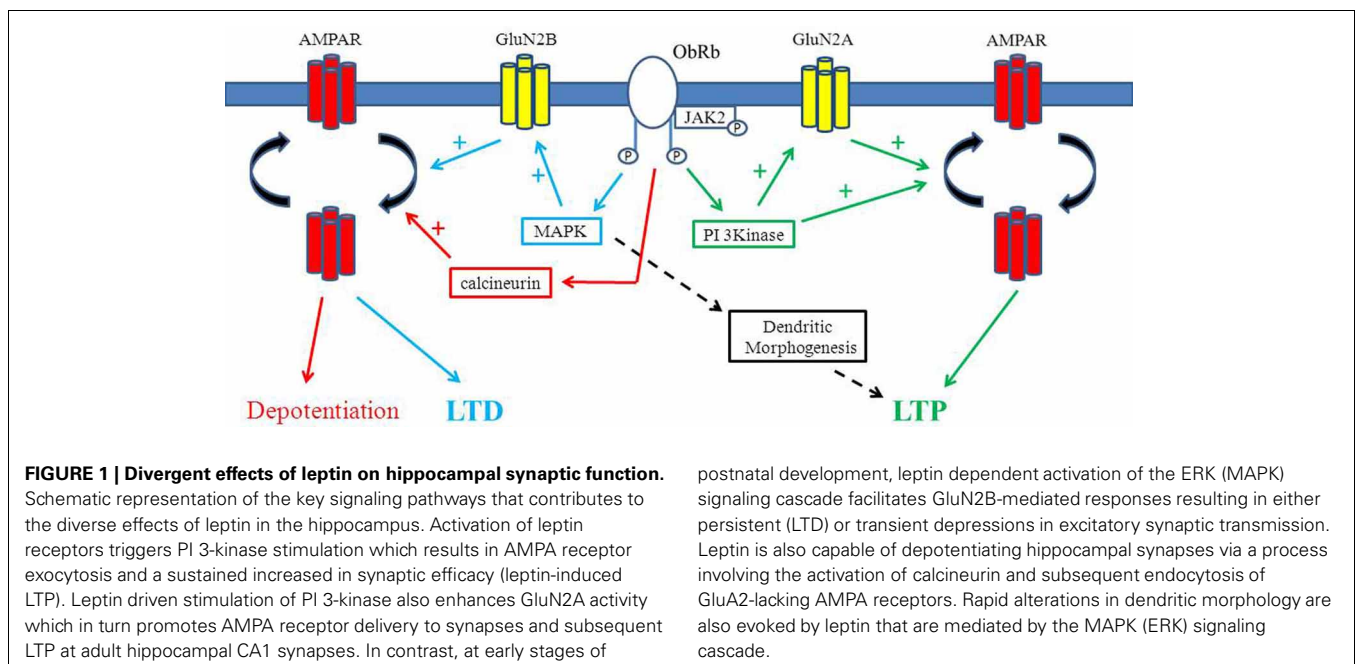 AMPAR
GluN2B
ObRb
GluN2A
AMPAR
JAK2
P
P
P
+
+
+
+
+
+
MAPK
PI 3Kinase
calcineurin
Dendritic
Morphogenesis
Depotentiation
LTD
LTP
FIGURE 1 | Divergent effects of leptin on hippocampal synaptic function.
Schematic representation of the key signaling pathways that contributes to
the diverse effects of leptin in the hippocampus. Activation of leptin
receptors triggers PI 3-kinase stimulation which results in AMPA receptor
exocytosis and a sustained increased in synaptic efficacy (leptin-induced
LTP). Leptin driven stimulation of PI 3-kinase also enhances GluN2A activity
which in turn promotes AMPA receptor delivery to synapses and subsequent
LTP at adult hippocampal CA1 synapses. In contrast, at early stages of
postnatal development, leptin dependent activation of the ERK (MAPK)
signaling cascade facilitates GluN2B-mediated responses resulting in either
persistent (LTD) or transient depressions in excitatory synaptic transmission.
Leptin is also capable of depotentiating hippocampal synapses via a process
involving the activation of calcineurin and subsequent endocytosis of
GluA2-lacking AMPA receptors. Rapid alterations in dendritic morphology are
also evoked by leptin that are mediated by the MAPK (ERK) signaling
cascade.